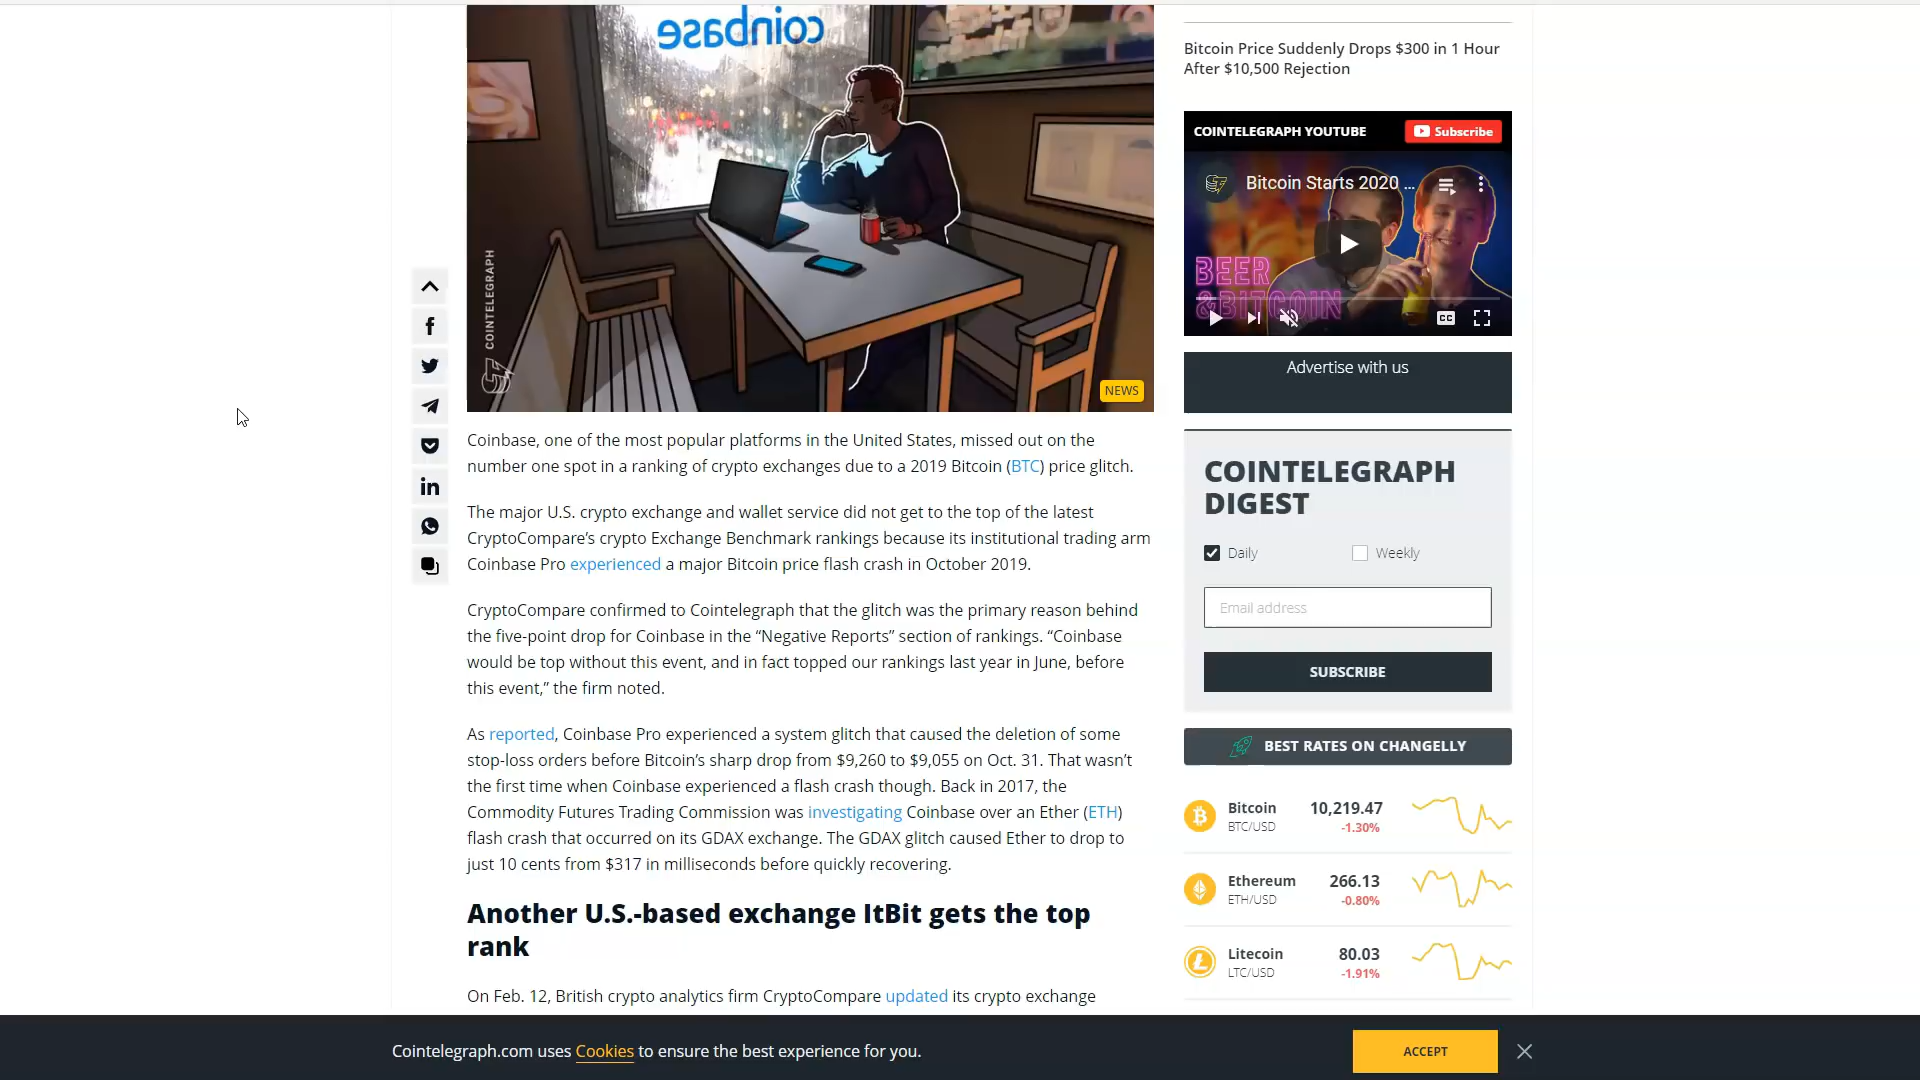 coinbase
COINTELEGRAPH
NEWS
Coinbase, one of the most popular platforms in the United States, missed out on the
number one spot in a ranking of crypto exchanges due to a 2019 Bitcoin (BTC) price glitch.
The major U.S. crypto exchange and wallet service did not get to the top of the latest
CryptoCompare’s crypto Exchange Benchmark rankings because its institutional trading arm
Coinbase Pro experienced a major Bitcoin price flash crash in October 2019.
CryptoCompare confirmed to Cointelegraph that the glitch was the primary reason behind
the five-point drop for Coinbase in the “Negative Reports” section of rankings. “Coinbase
would be top without this event, and in fact topped our rankings last year in June, before
this event,” the firm noted.
As reported, Coinbase Pro experienced a system glitch that caused the deletion of some
stop-loss orders before Bitcoin’s sharp drop from $9,260 to $9,055 on Oct. 31. That wasn’t
the first time when Coinbase experienced a flash crash though. Back in 2017, the
Commodity Futures Trading Commission was investigating Coinbase over an Ether (ETH)
flash crash that occurred on its GDAX exchange. The GDAX glitch caused Ether to drop to
just 10 cents from $317 in milliseconds before quickly recovering.
Another U.S.-based exchange ItBit gets the top
rank
On Feb. 12, British crypto analytics firm CryptoCompare updated its crypto exchange
Bitcoin Price Suddenly Drops $300 in 1 Hour
After $10,500 Rejection
COINTELEGRAPH YOUTUBE
Subscribe
Bitcoin Starts 2020 ...
BEER
&BITCOIN
CC
Advertise with us
COINTELEGRAPH
DIGEST
Daily
Weekly
Email address
SUBSCRIBE
BEST RATES ON CHANGELLY
Bitcoin 10,219.47
BTC/USD -1.30%
Ethereum 266.13
ETH/USD -0.80%
Litecoin 80.03
LTC/USD -1.91%
Cointelegraph.com uses Cookies to ensure the best experience for you.
ACCEPT